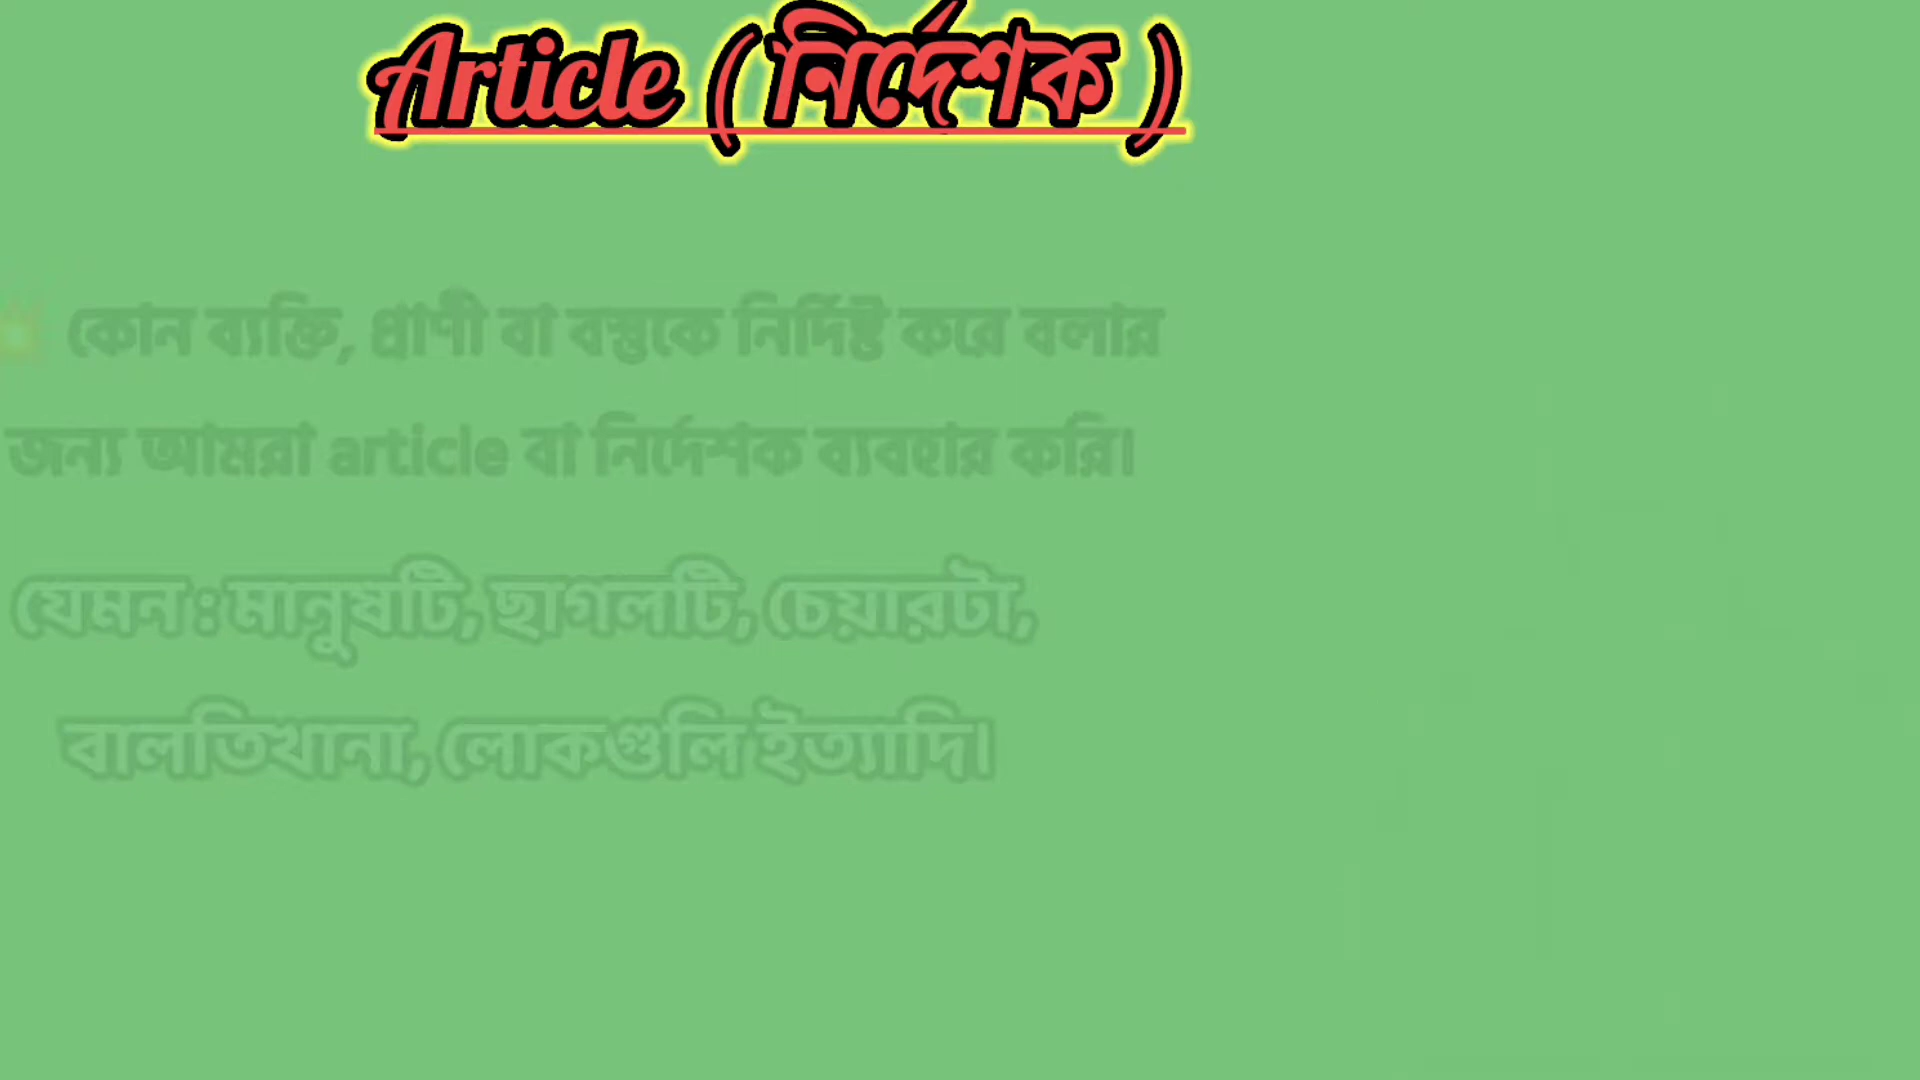 Article ( নির্দেশক )
কোন ব্যক্তি, প্রাণী বা বস্তুকে নির্দিষ্ট করে বলার
জন্য আমরা article বা নির্দেশক ব্যবহার করি।
যেমন : মানুষটি, ছাগলটি, চেয়ারটা,
বালতিখানা, লোকগুলি ইত্যাদি।